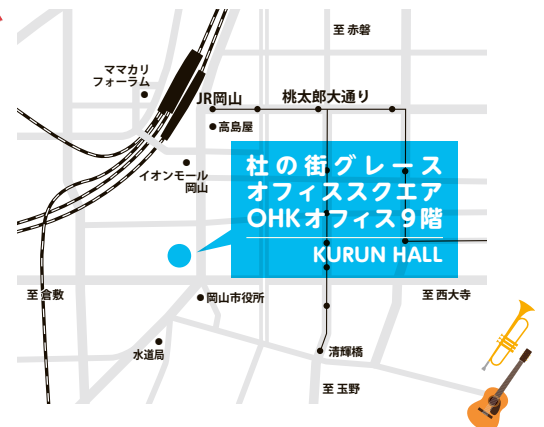 至 赤磐
ママカリ
フォーラム
JR岡山
桃太郎大通り
高島屋
イオンモール
岡山
杜の街グレース
オフィススクエア
OHKオフィス9階
KURUN HALL
至 倉敷
岡山市役所
至 西大寺
水道局
清輝橋
至 玉野